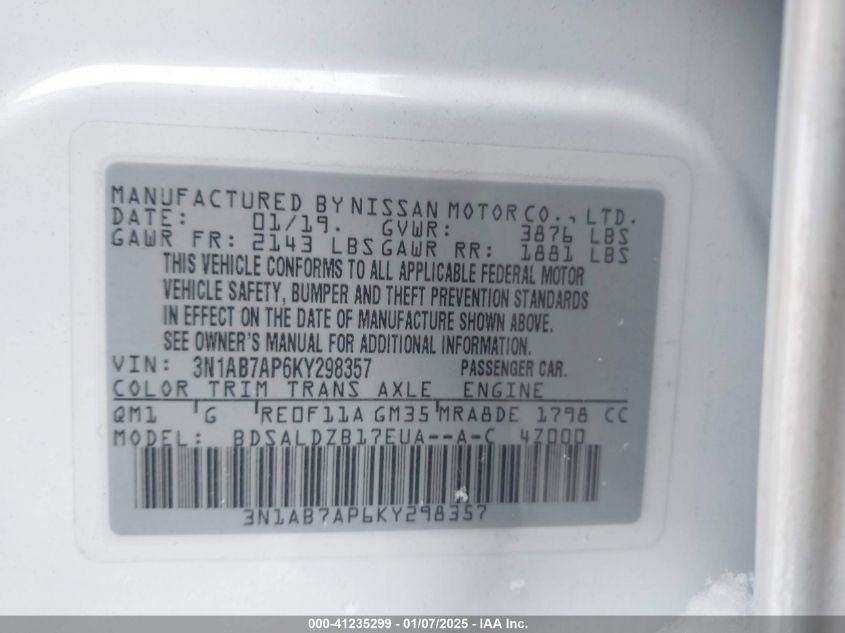 MANUFACTURED BY NISSAN MOTOR CO., LTD.
DATE: 01/19. GVWR: 3876 LBS
GAWR FR: 2143 LBS GAWR RR: 1881 LBS
THIS VEHICLE CONFORMS TO ALL APPLICABLE FEDERAL MOTOR
VEHICLE SAFETY, BUMPER AND THEFT PREVENTION STANDARDS
IN EFFECT ON THE DATE OF MANUFACTURE SHOWN ABOVE.
SEE OWNER'S MANUAL FOR ADDITIONAL INFORMATION.
VIN: 3N1AB7AP6KY298357 PASSENGER CAR.
COLOR TRIM TRANS AXLE ENGINE
QM1 G RE0F11A GM35 MRA8DE 1798 CC
MODEL: BDSALDZB17EUA--A-C 4Z000
3N1AB7AP6KY298357
000-41235299 - 01/07/2025 - IAA Inc.